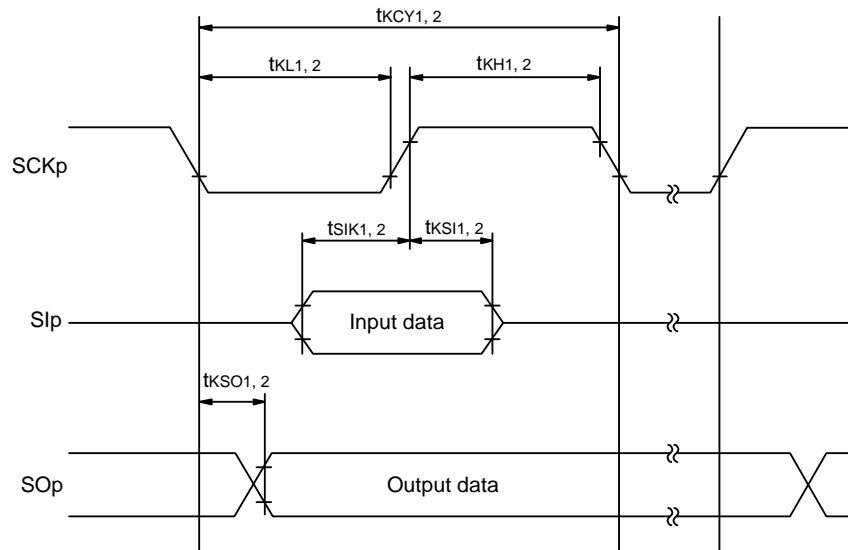 tKCY1, 2
tKL1, 2
tKH1, 2
SCKp
tSIK1, 2
tKSI1, 2
SIp
Input data
tKSO1, 2
SOp
Output data